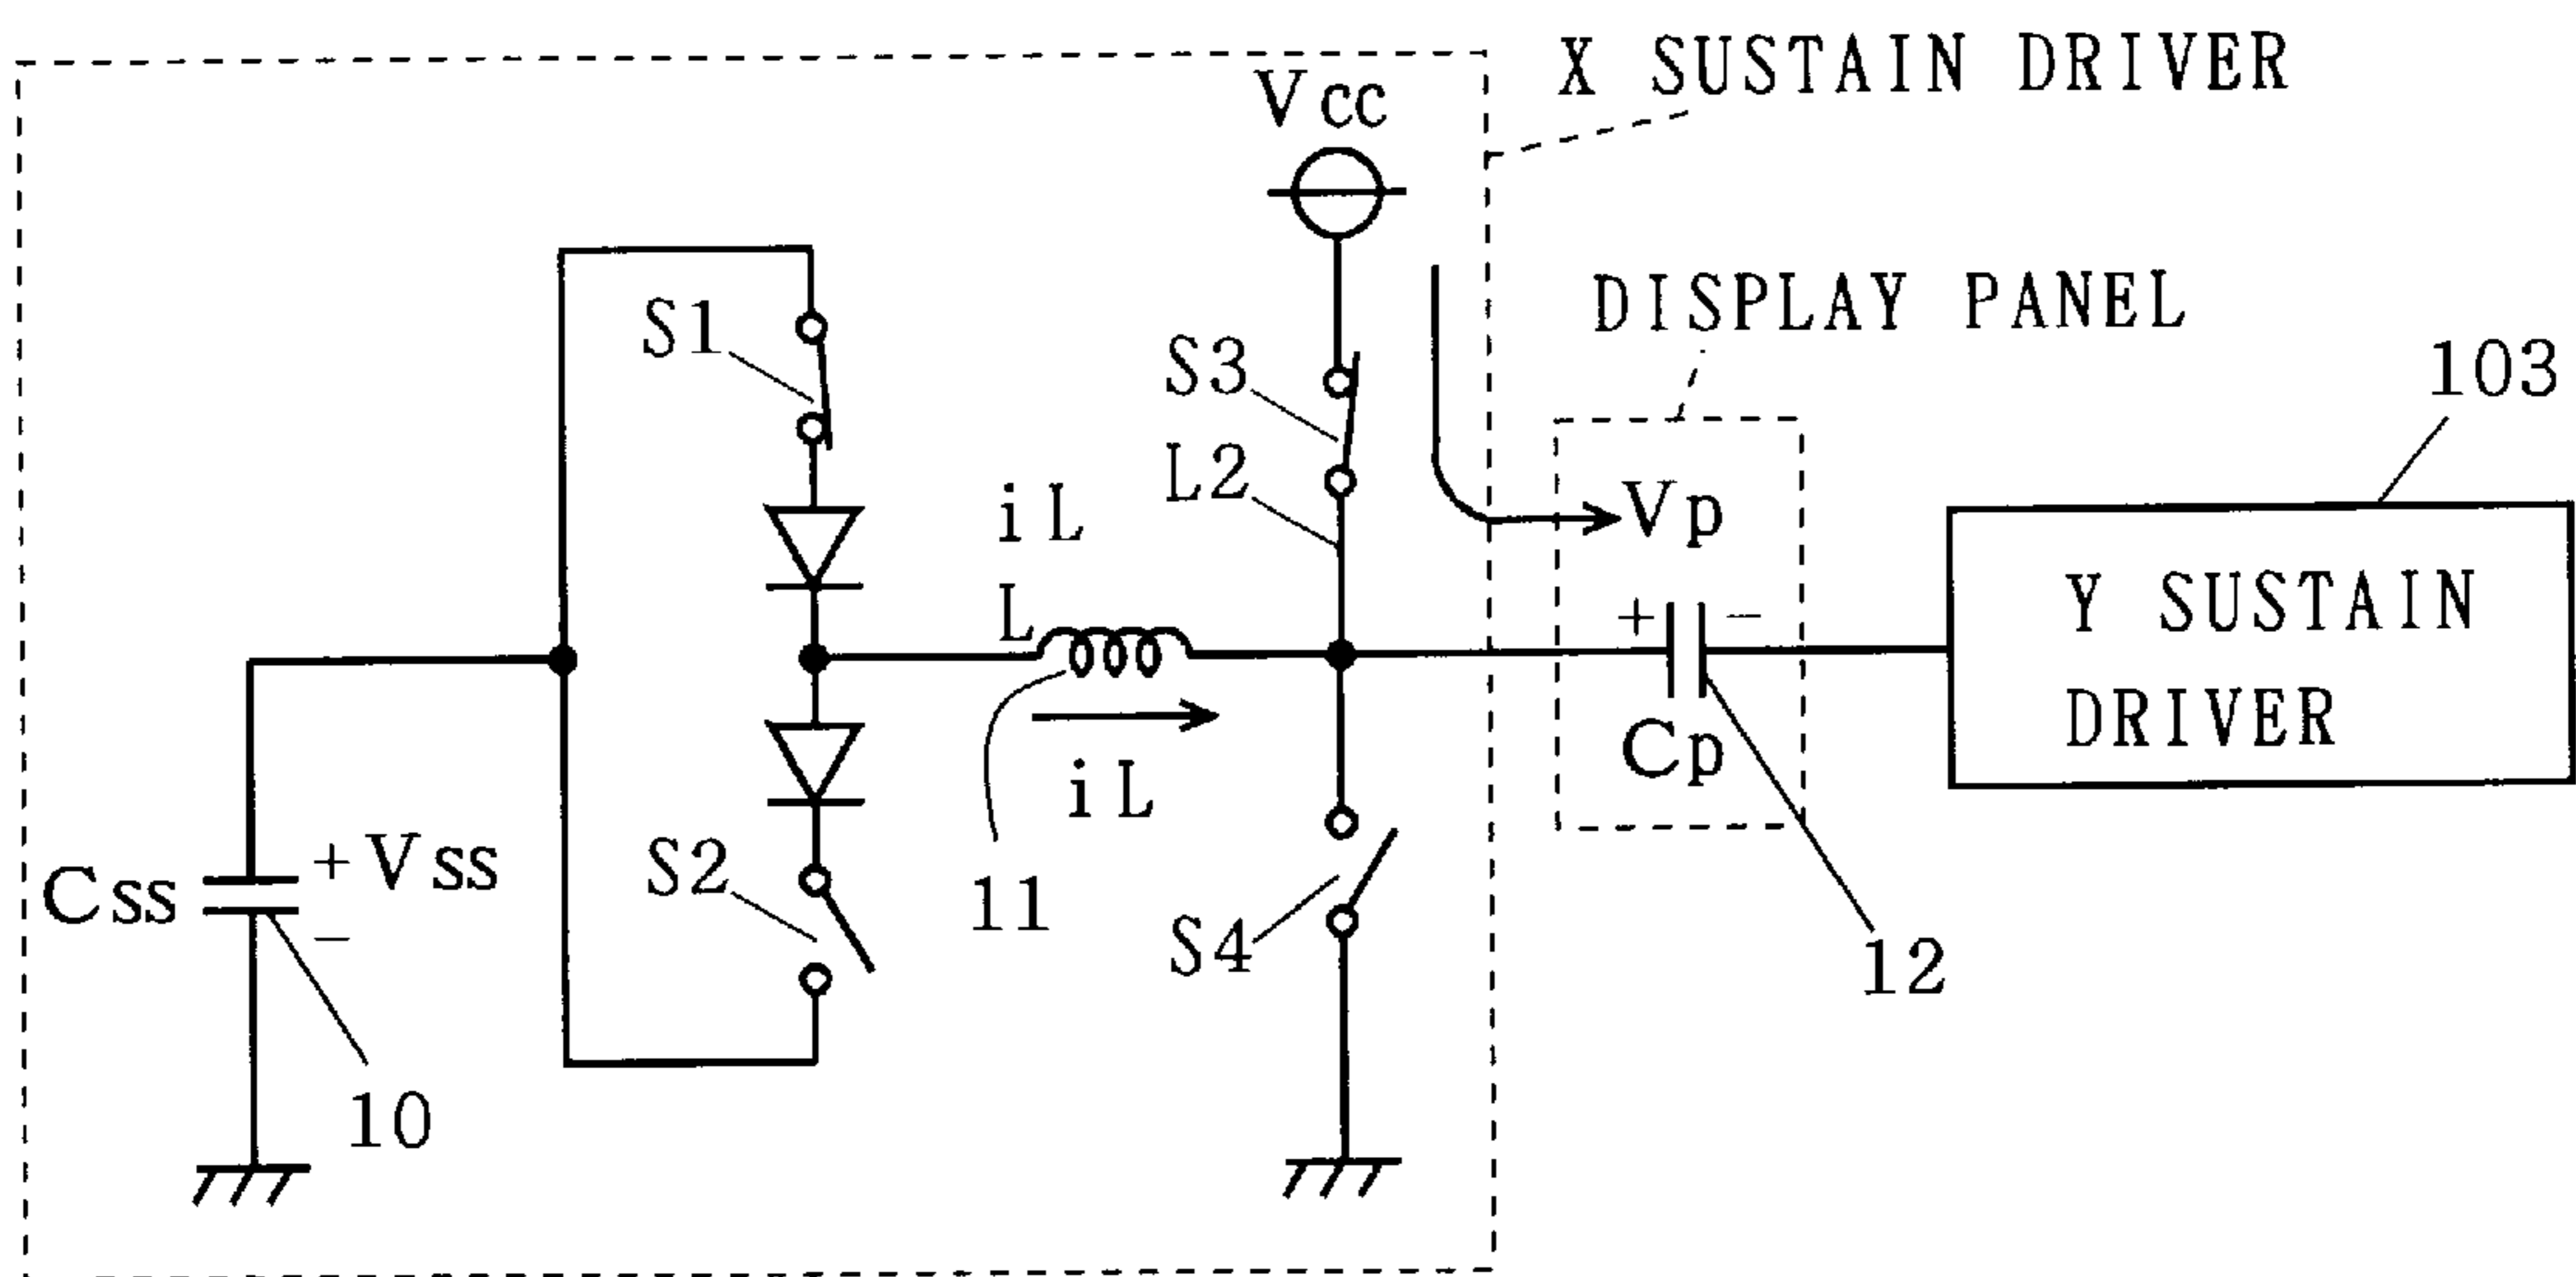 X SUSTAIN DRIVER
Vcc
DISPLAY PANEL
S1
S3
103
L2
iL
Vp
L
+
-
Y SUSTAIN
DRIVER
iL
Cp
Css
+
Vss
-
S2
11
S4
12
10